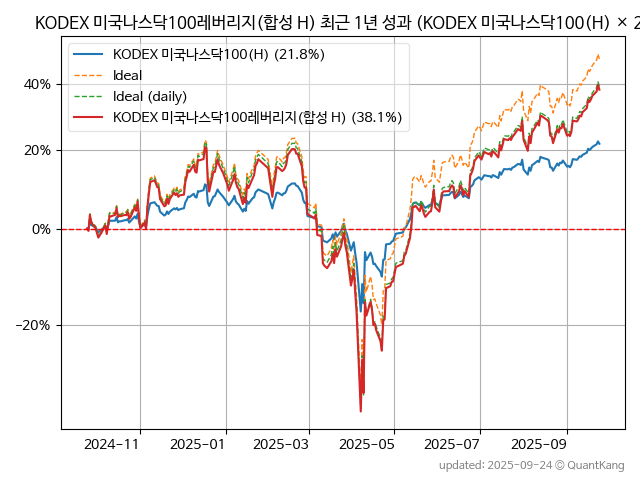 KODEX 미국나스닥100레버리지(합성 H) 최근 1년 성과 (KODEX 미국나스닥100(H) × 2
KODEX 미국나스닥100(H) (21.8%)
Ideal
Ideal (daily)
KODEX 미국나스닥100레버리지(합성 H) (38.1%)
40%
20%
0%
−20%
2024−11
2025−01
2025−03
2025−05
2025−07
2025−09
updated: 2025−09−24 © QuantKang